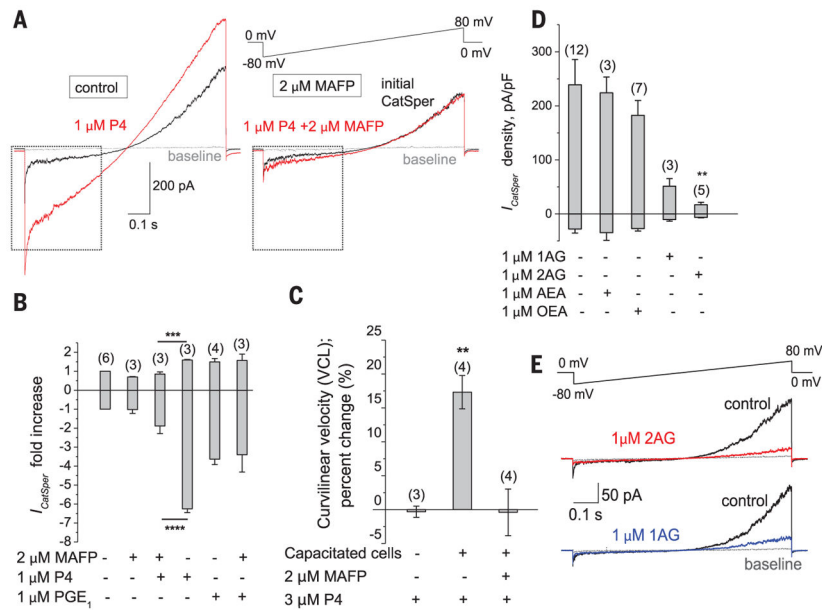 A
control
1 µM P4
baseline
200 pA
0.1 s
0 mV
-80 mV
80 mV
0 mV
2 µM MAFP
initial
CatSper
1 µM P4 +2 µM MAFP
baseline
B
I CatSper fold increase
2
1
0
-1
-2
-3
-4
-5
-6
-7
-8
(6)
(3)
(3)
***
(3)
(4)
(3)
****
2 µM MAFP - + + - - +
1 µM P4 - - + + - -
1 µM PGE1 - - - - + +
C
Curvilinear velocity (VCL);
percent change (%)
25
20
15
10
5
0
-5
(3)
**
(4)
(4)
Capacitated cells - + +
2 µM MAFP - - +
3 µM P4 + + +
D
I CatSper density, pA/pF
300
200
100
0
(12)
(3)
(7)
(3)
**
(5)
1 µM 1AG - - - + -
1 µM 2AG - - - - +
1 µM AEA - + - - -
1 µM OEA - - + - -
E
0 mV
-80 mV
80 mV
0 mV
control
1µM 2AG
50 pA
0.1 s
control
1 µM 1AG
baseline